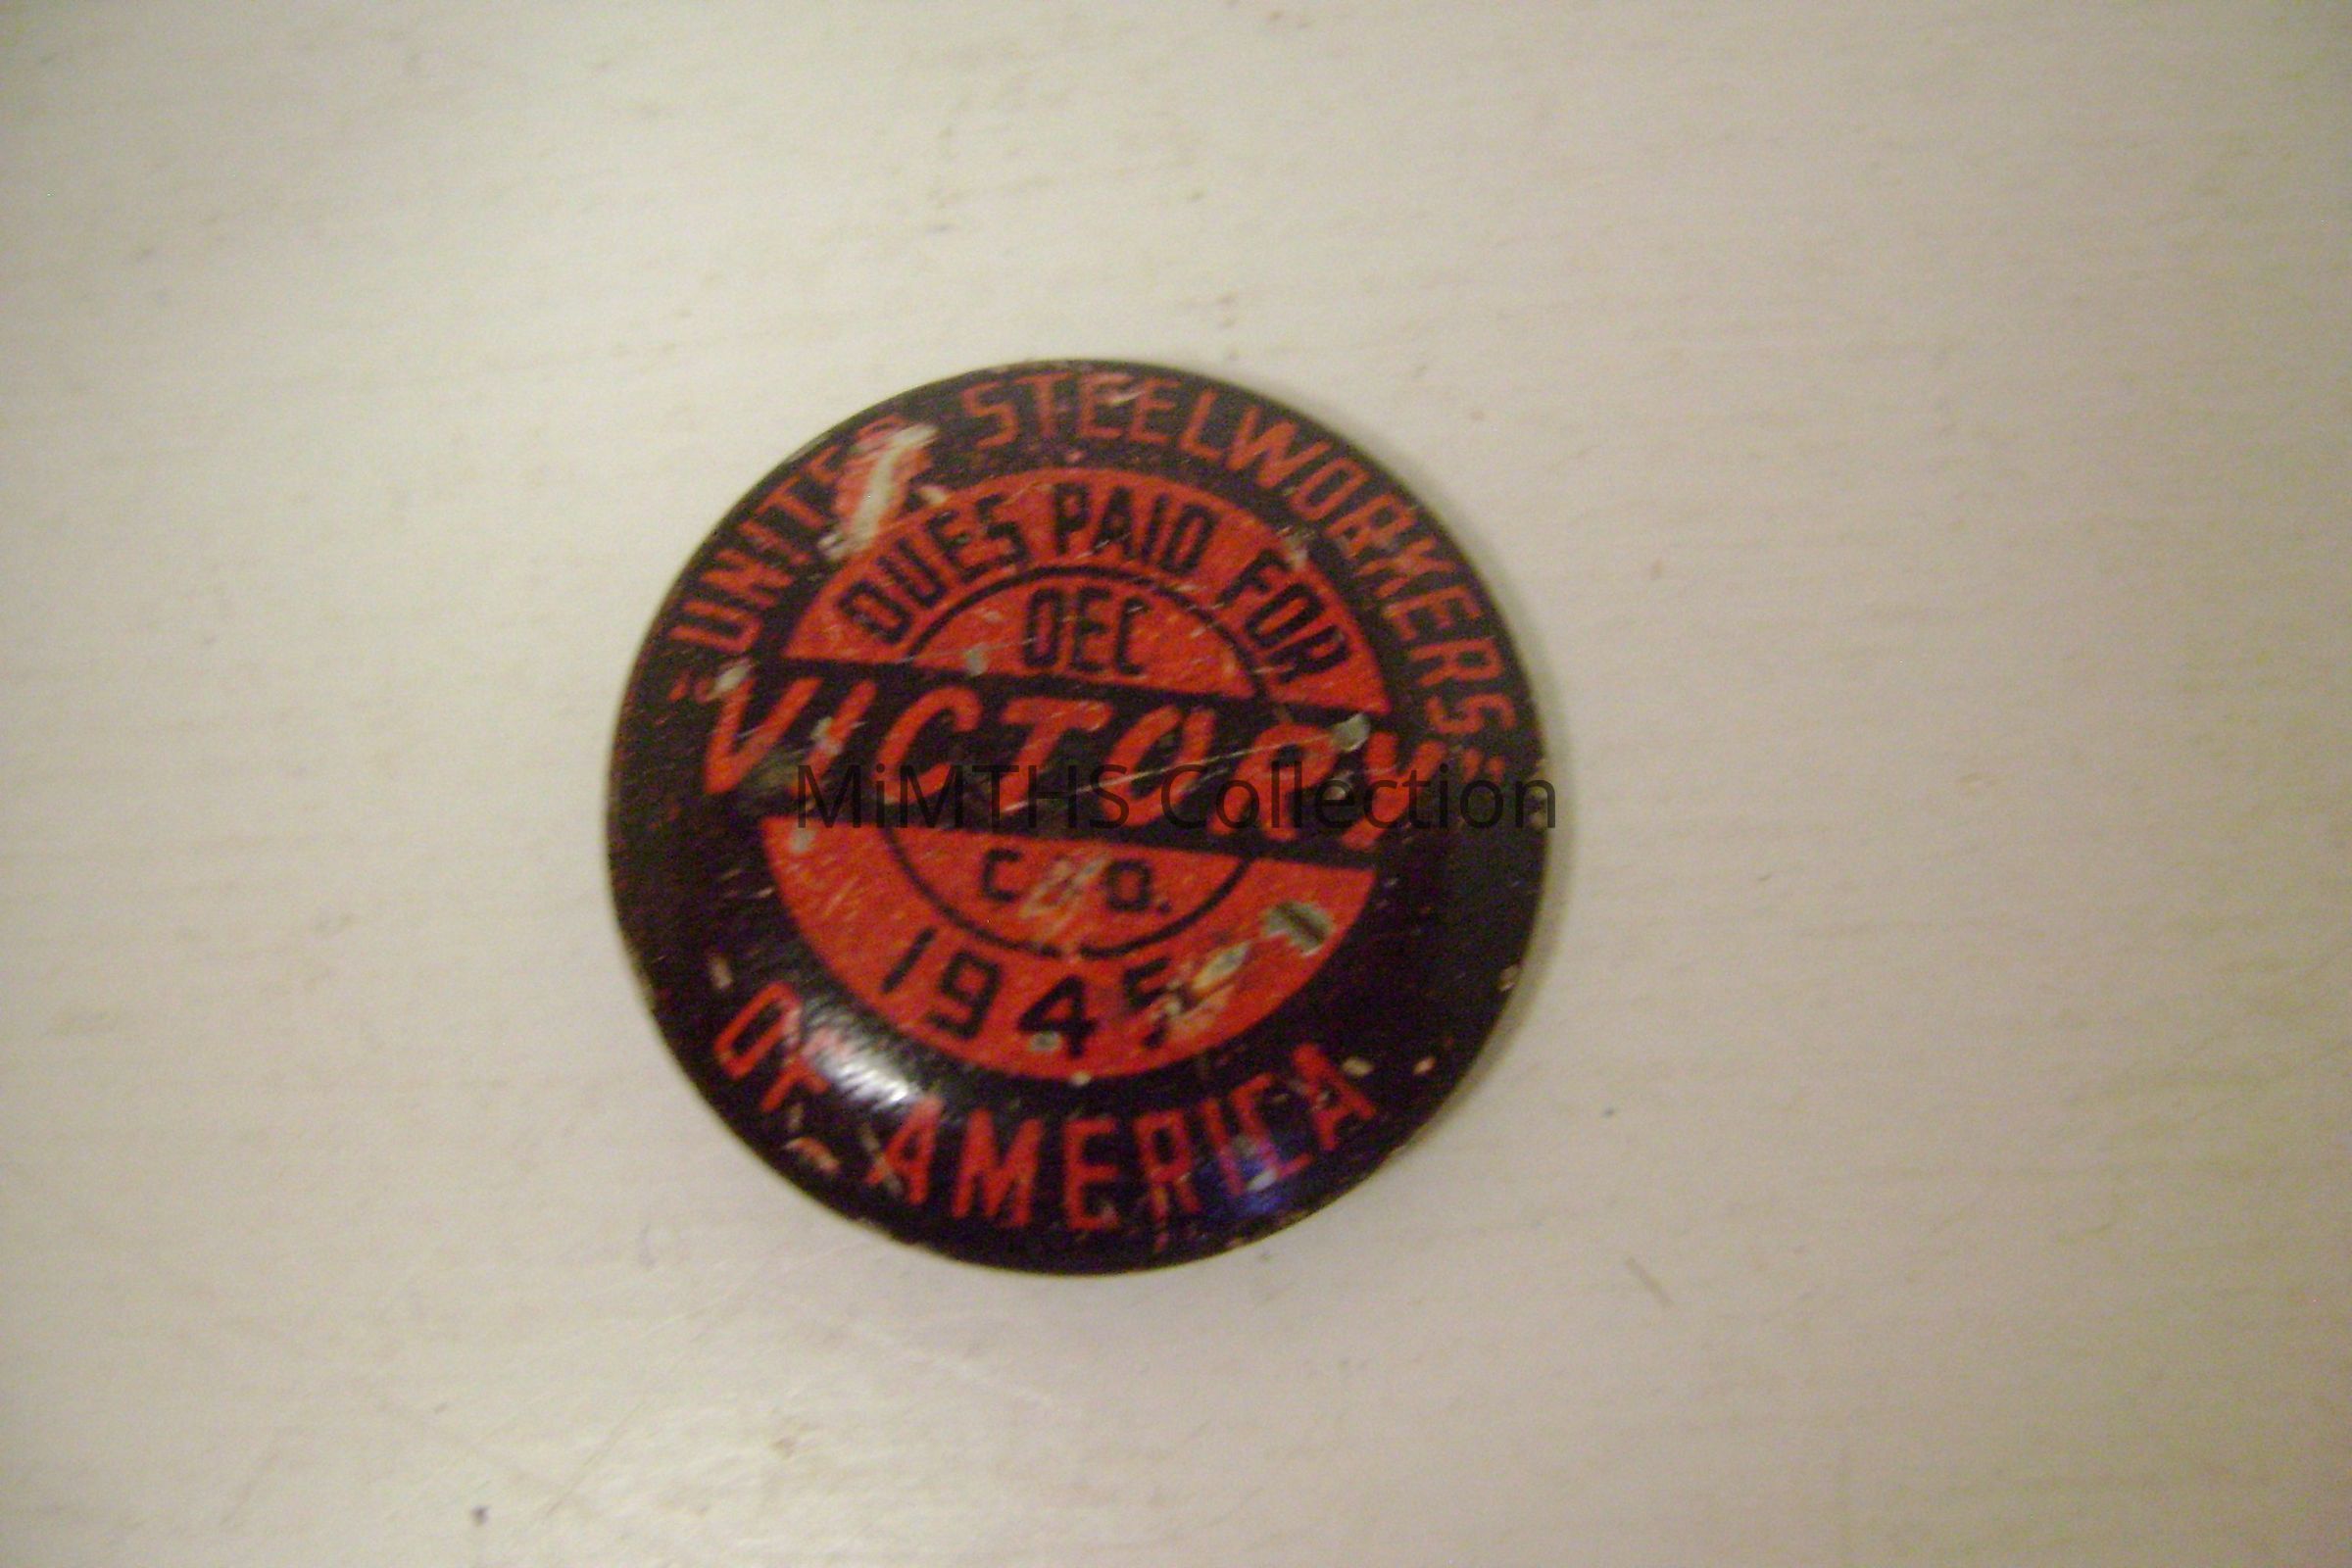 "UNITED STEELWORKERS"
DUES PAID FOR
DEC
VICTORY
C.I.O.
1945
OF AMERICA
MiMTHS Collection